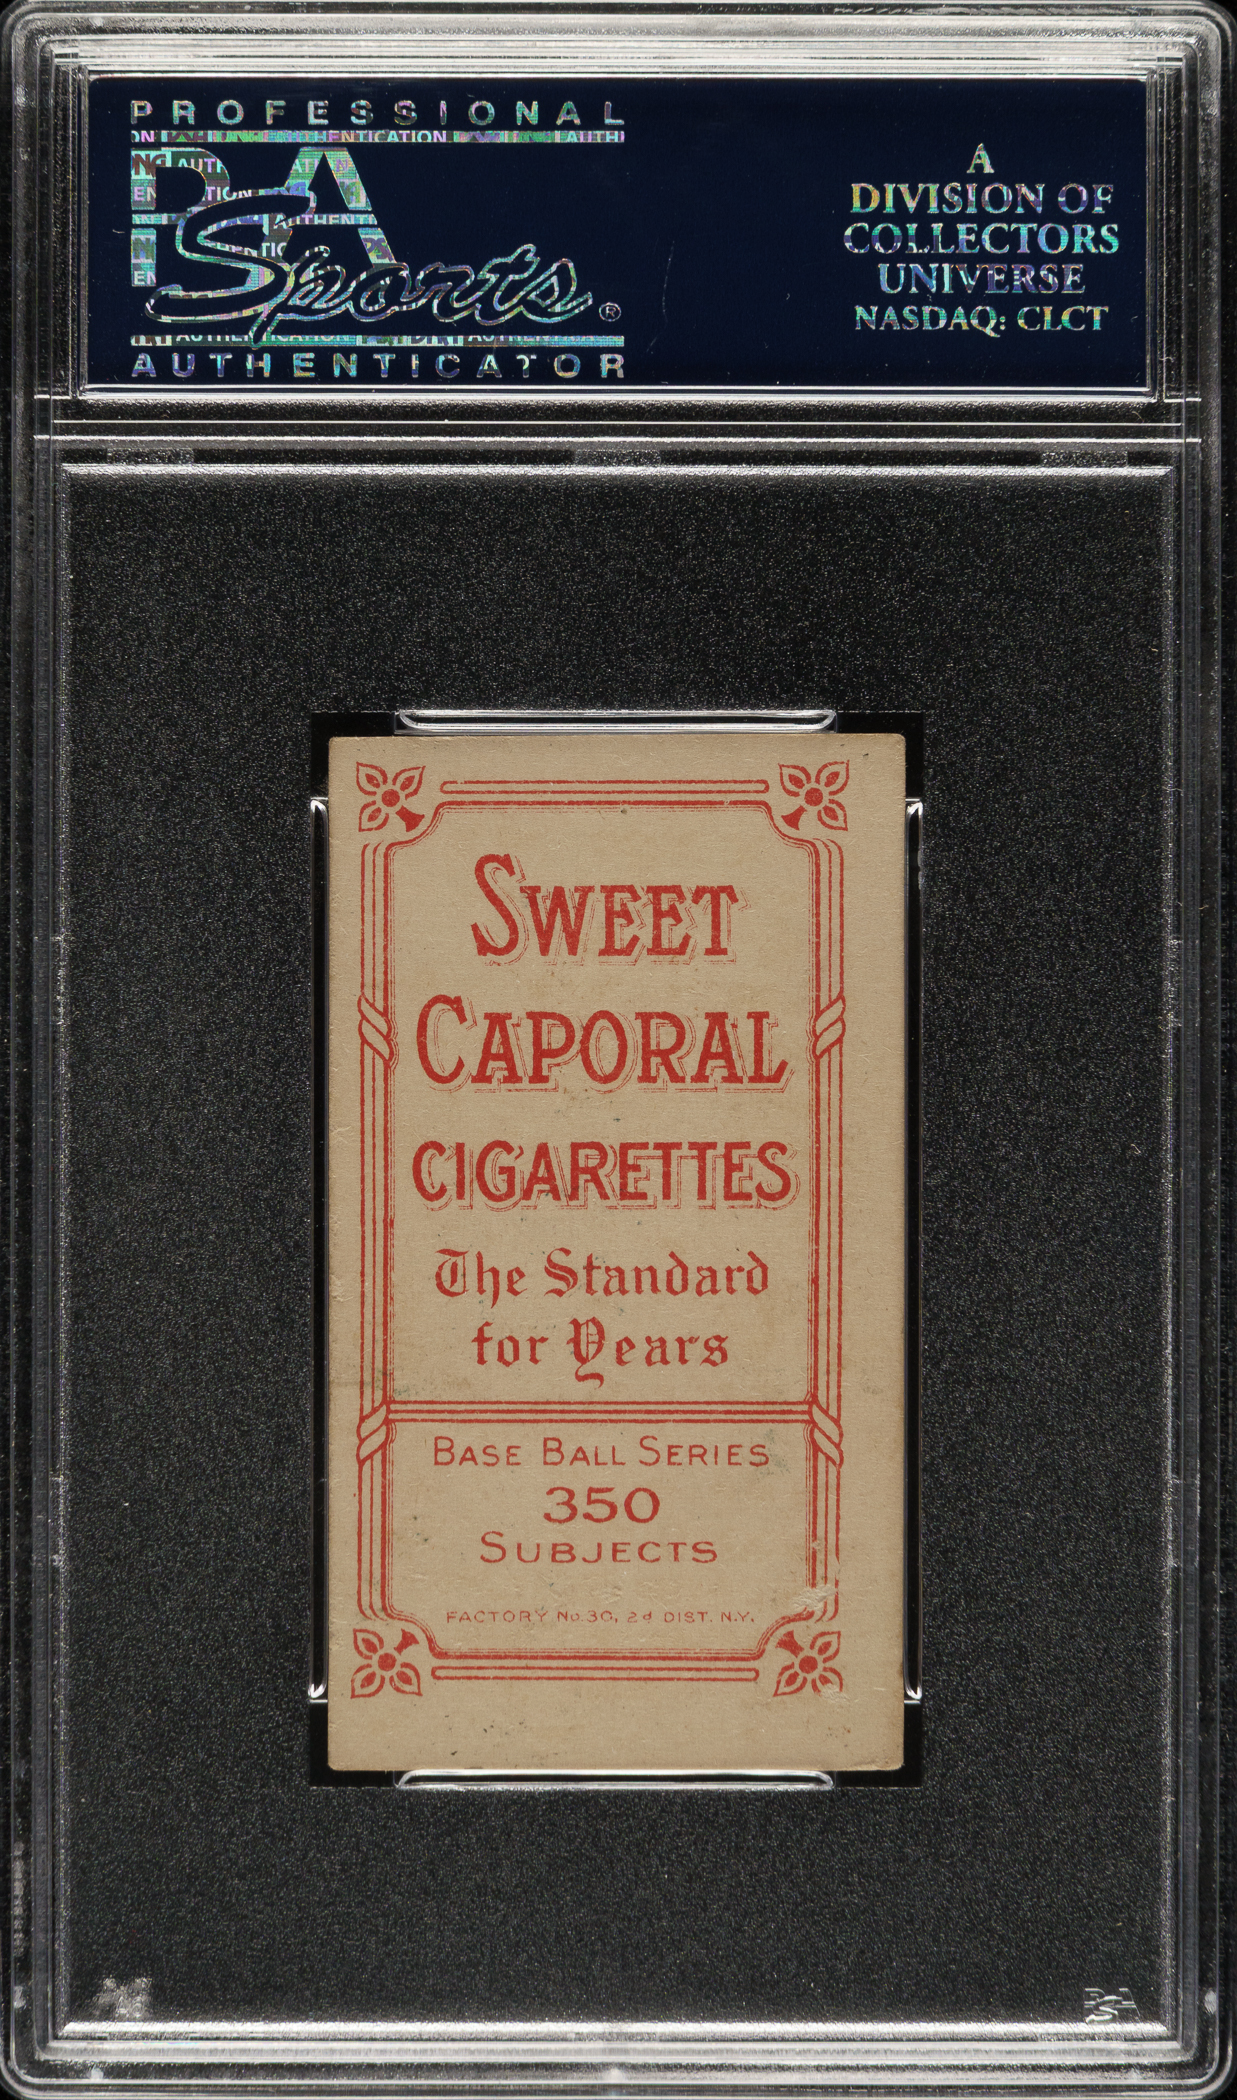 PROFESSIONAL
PSA
Sports®
AUTHENTICATOR
A
DIVISION OF
COLLECTORS
UNIVERSE
NASDAQ: CLCT
SWEET
CAPORAL
CIGARETTES
The Standard
for Years
BASE BALL SERIES
350
SUBJECTS
FACTORY No. 30, 2d DIST. N.Y.
PSA